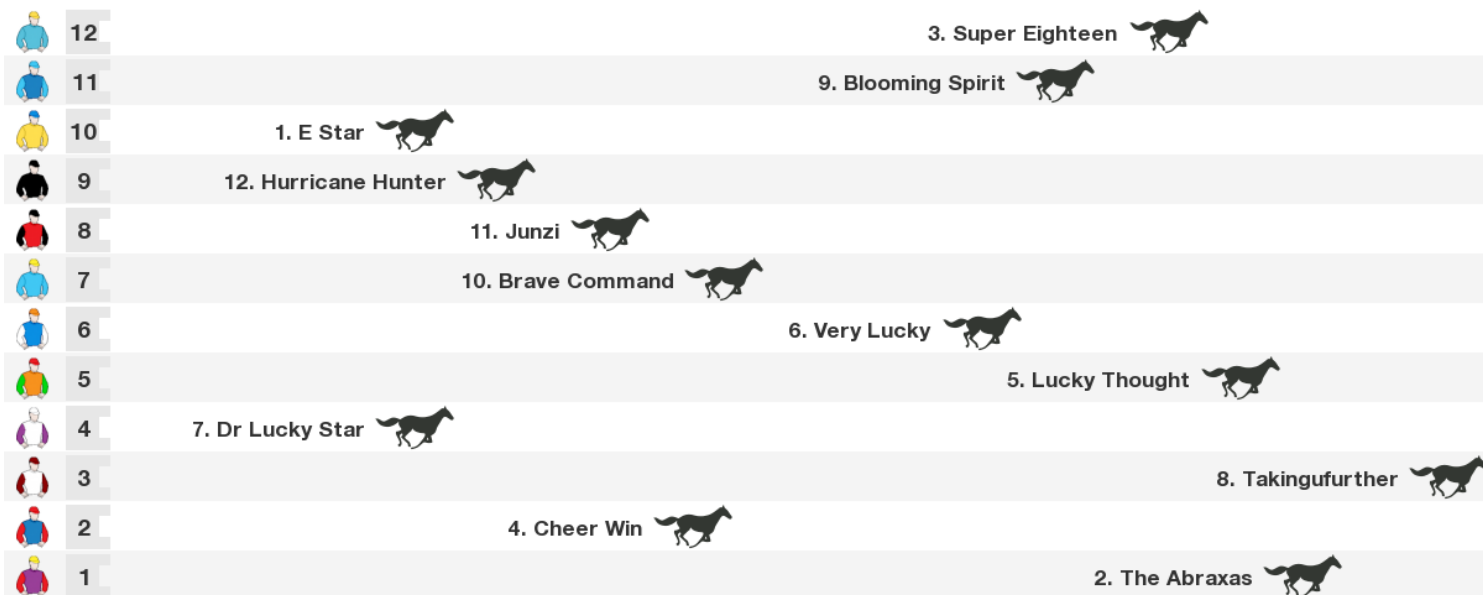 12 3. Super Eighteen
11 9. Blooming Spirit
10 1. E Star
9 12. Hurricane Hunter
8 11. Junzi
7 10. Brave Command
6 6. Very Lucky
5 5. Lucky Thought
4 7. Dr Lucky Star
3 8. Takingufurther
2 4. Cheer Win
1 2. The Abraxas